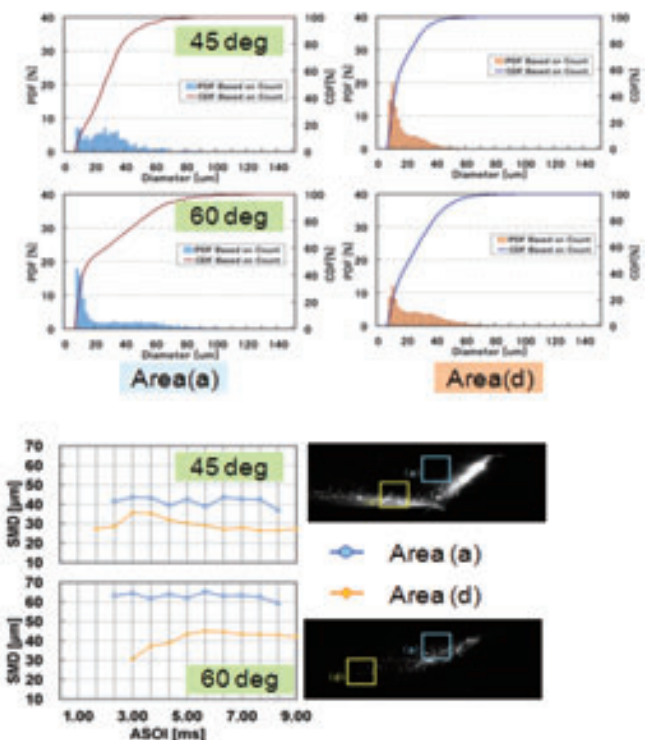 40 100 40 100
45 deg 45 deg
30 80 30 80
20 60 20 60
PDF [%] CDF[%] PDF [%] CDF[%]
PDF Based on Count PDF Based on Count
CDF Based on Count CDF Based on Count
10 40 10 40
20 20
0 0 0 0
0 20 40 60 80 100 120 140 0 20 40 60 80 100 120 140
Diameter [um] Diameter [um]
40 100 40 100
60 deg 60 deg
30 80 30 80
20 60 20 60
PDF [%] CDF[%] PDF [%] CDF[%]
PDF Based on Count PDF Based on Count
CDF Based on Count CDF Based on Count
10 40 10 40
20 20
0 0 0 0
0 20 40 60 80 100 120 140 0 20 40 60 80 100 120 140
Diameter [um] Diameter [um]
Area(a) Area(d)
70
60 45 deg
50
40
30
20
10
SMD [μm]
Area (a)
Area (d)
70
60
50
40
30
20
10
SMD [μm]
60 deg
1.00 3.00 5.00 7.00 9.00
ASOI [ms]